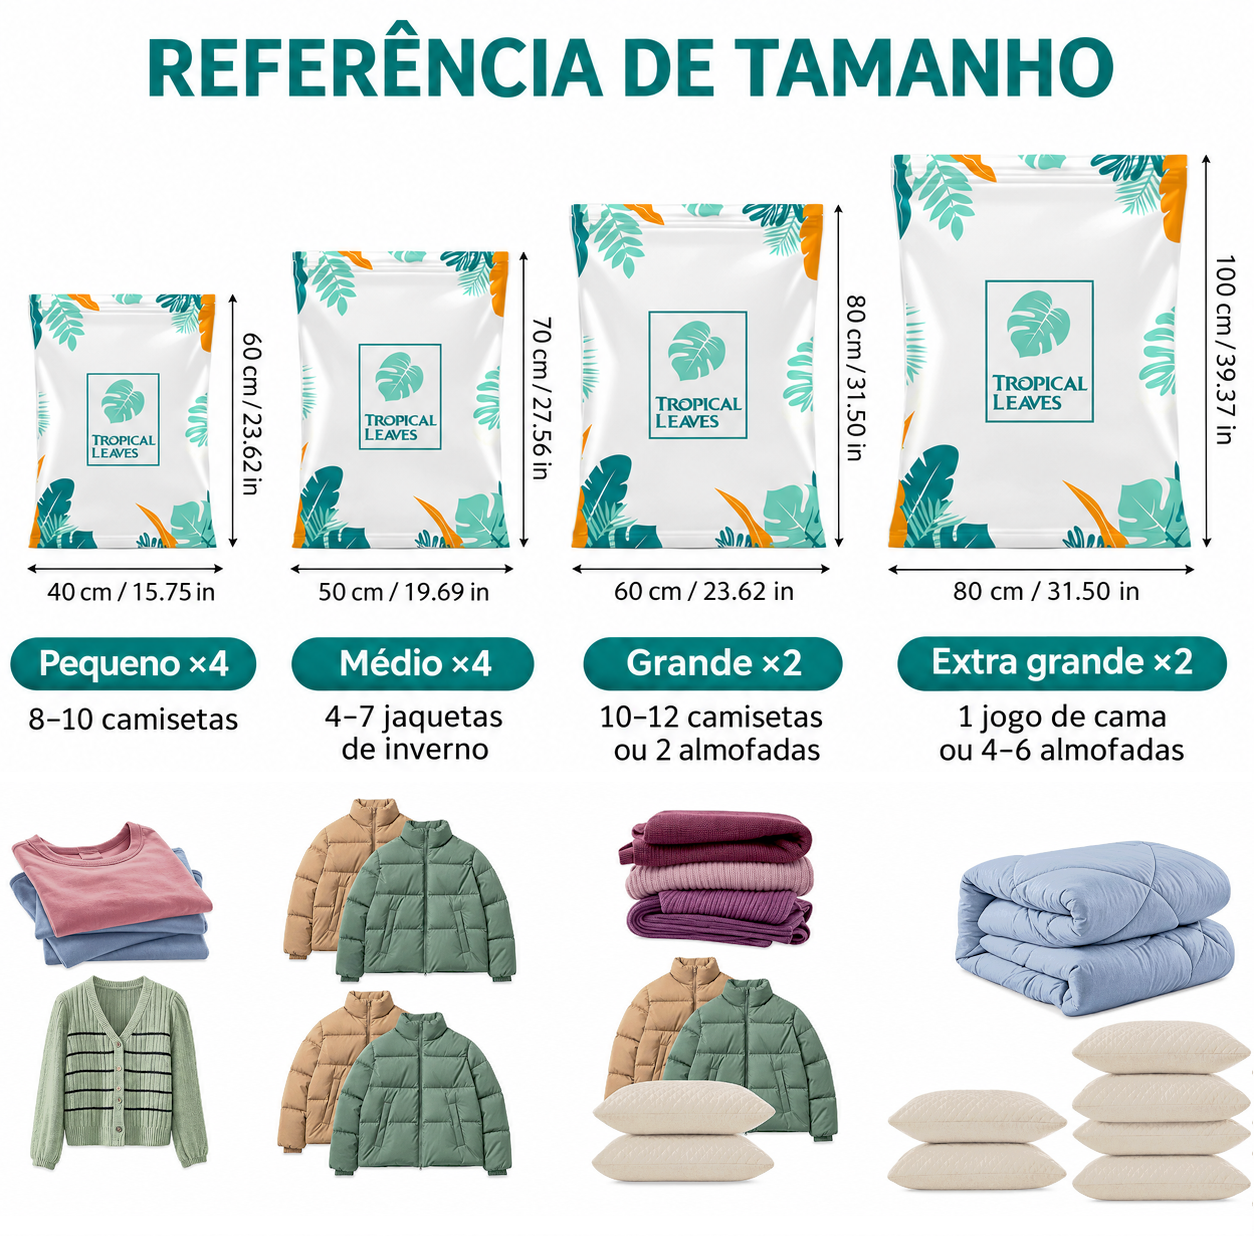 REFERÊNCIA DE TAMANHO
TROPICAL
LEAVES
60 cm / 23.62 in
40 cm / 15.75 in
TROPICAL
LEAVES
70 cm / 27.56 in
50 cm / 19.69 in
TROPICAL
LEAVES
80 cm / 31.50 in
60 cm / 23.62 in
TROPICAL
LEAVES
100 cm / 39.37 in
80 cm / 31.50 in
Pequeno ×4
8–10 camisetas
Médio ×4
4–7 jaquetas
de inverno
Grande ×2
10–12 camisetas
ou 2 almofadas
Extra grande ×2
1 jogo de cama
ou 4–6 almofadas